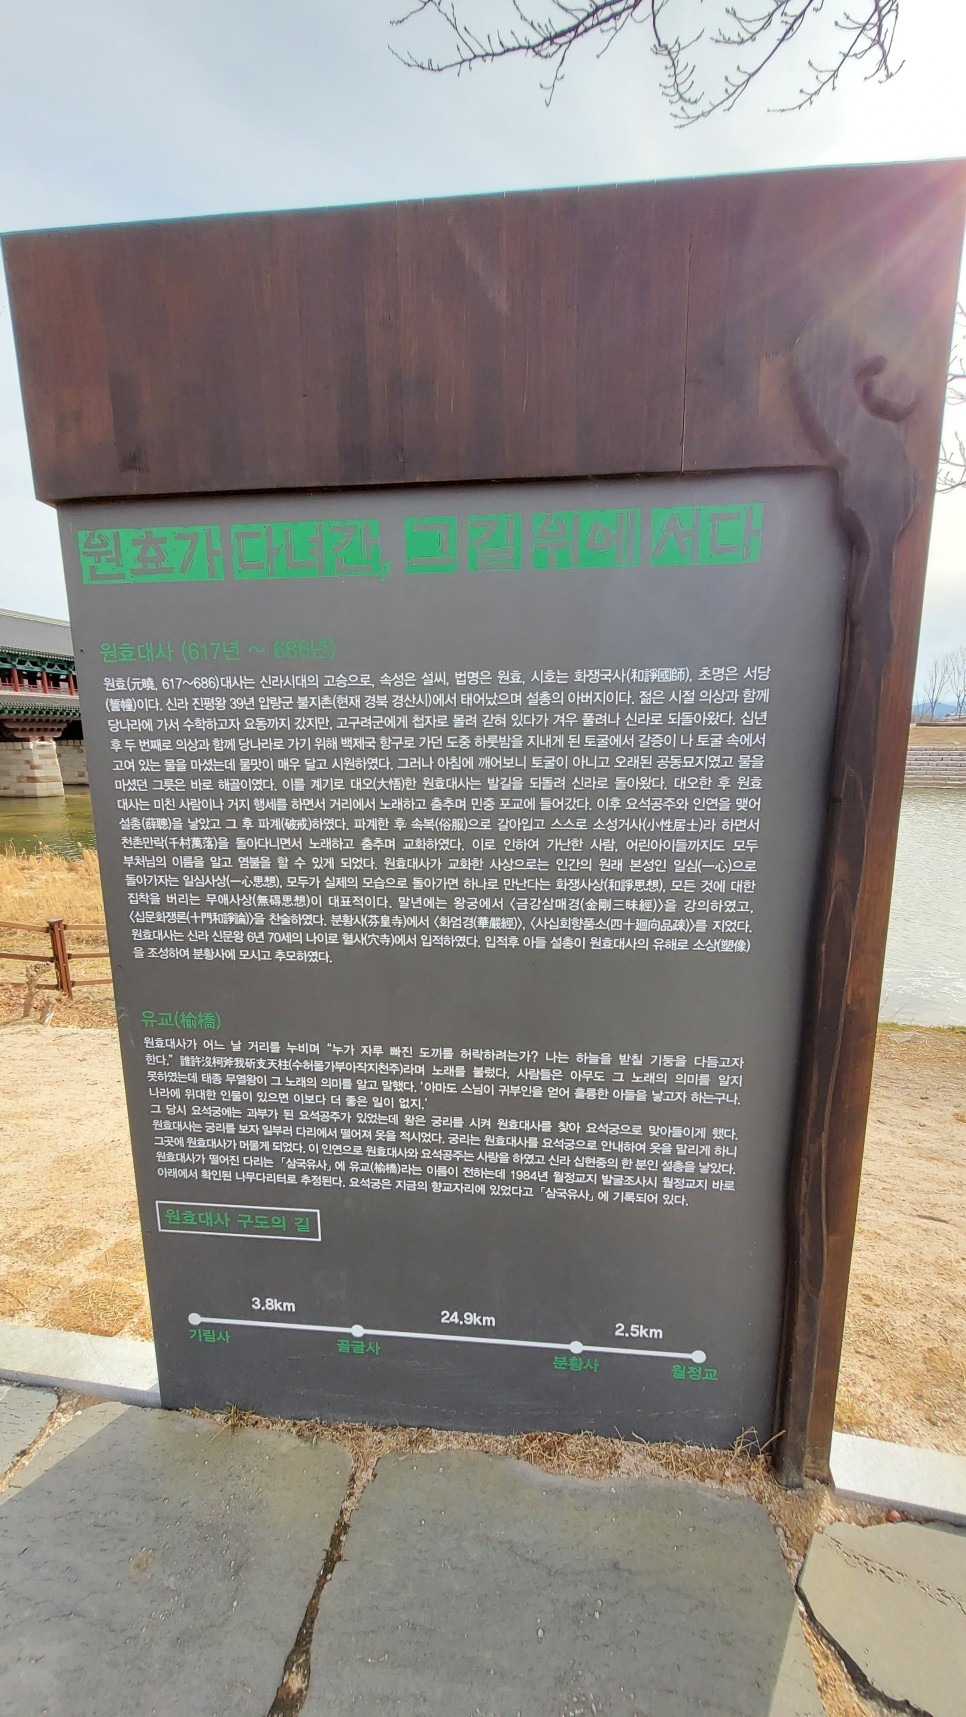 원효가 다녀간, 그 길 위에 서다
원효대사 (617년 ~ 686년)
원효(元曉, 617~686)대사는 신라시대의 고승으로, 속성은 설씨, 법명은 원효, 시호는 화쟁국사(和諍國師), 초명은 서당
(誓幢)이다. 신라 진평왕 39년 압량군 불지촌(현재 경북 경산시)에서 태어났으며 설총의 아버지이다. 젊은 시절 의상과 함께
당나라에 가서 수학하고자 요동까지 갔지만, 고구려군에게 첩자로 몰려 갇혀 있다가 겨우 풀려나 신라로 되돌아왔다. 십년
후 두 번째로 의상과 함께 당나라로 가기 위해 백제국 항구로 가던 도중 하룻밤을 지내게 된 토굴에서 갈증이 나 토굴 속에서
고여 있는 물을 마셨는데 물맛이 매우 달고 시원하였다. 그러나 아침에 깨어보니 토굴이 아니고 오래된 공동묘지였고 물을
마셨던 그릇은 바로 해골이였다. 이를 계기로 대오(大悟)한 원효대사는 발길을 되돌려 신라로 돌아왔다. 대오한 후 원효
대사는 미친 사람이나 거지 행세를 하면서 거리에서 노래하고 춤추며 민중 포교에 들어갔다. 이후 요석공주와 인연을 맺어
설총(薛聰)을 낳았고 그 후 파계(破戒)하였다. 파계한 후 속복(俗服)으로 갈아입고 스스로 소성거사(小性居士)라 하면서
천촌만락(千村萬落)을 돌아다니면서 노래하고 춤추며 교화하였다. 이로 인하여 가난한 사람, 어린아이들까지도 모두
부처님의 이름을 알고 염불을 할 수 있게 되었다. 원효대사가 교화한 사상으로는 인간의 원래 본성인 일심(一心)으로
돌아가자는 일심사상(一心思想), 모두가 실제의 모습으로 돌아가면 하나로 만난다는 화쟁사상(和諍思想), 모든 것에 대한
집착을 버리는 무애사상(無碍思想)이 대표적이다. 말년에는 왕궁에서 〈금강삼매경(金剛三昧經)〉을 강의하였고,
〈십문화쟁론(十門和諍論)〉을 찬술하였다. 분황사(芬皇寺)에서 〈화엄경(華嚴經)〉, 〈사십회향품소(四十廻向品疎)〉를 지었다.
원효대사는 신라 신문왕 6년 70세의 나이로 혈사(穴寺)에서 입적하였다. 입적후 아들 설총이 원효대사의 유해로 소상(塑像)
을 조성하여 분황사에 모시고 추모하였다.
유교(楡橋)
원효대사가 어느 날 거리를 누비며 “누가 자루 빠진 도끼를 허락하려는가? 나는 하늘을 받칠 기둥을 다듬고자
한다.” 誰許沒柯斧我斫支天柱(수허몰가부아작지천주)라며 노래를 불렀다. 사람들은 아무도 그 노래의 의미를 알지
못하였는데 태종 무열왕이 그 노래의 의미를 알고 말했다. '아마도 스님이 귀부인을 얻어 훌륭한 아들을 낳고자 하는구나.
나라에 위대한 인물이 있으면 이보다 더 좋은 일이 없지.'
그 당시 요석궁에는 과부가 된 요석공주가 있었는데 왕은 궁리를 시켜 원효대사를 찾아 요석궁으로 맞아들이게 했다.
원효대사는 궁리를 보자 일부러 다리에서 떨어져 옷을 적시었다. 궁리는 원효대사를 요석궁으로 안내하여 옷을 말리게 하니
그곳에 원효대사가 머물게 되었다. 이 인연으로 원효대사와 요석공주는 사랑을 하였고 신라 십현중의 한 분인 설총을 낳았다.
원효대사가 떨어진 다리는 「삼국유사」에 유교(楡橋)라는 이름이 전하는데 1984년 월정교지 발굴조사시 월정교지 바로
아래에서 확인된 나무다리터로 추정된다. 요석궁은 지금의 향교자리에 있었다고 「삼국유사」에 기록되어 있다.
원효대사 구도의 길
3.8km 24.9km 2.5km
기림사 골굴사 분황사 월정교